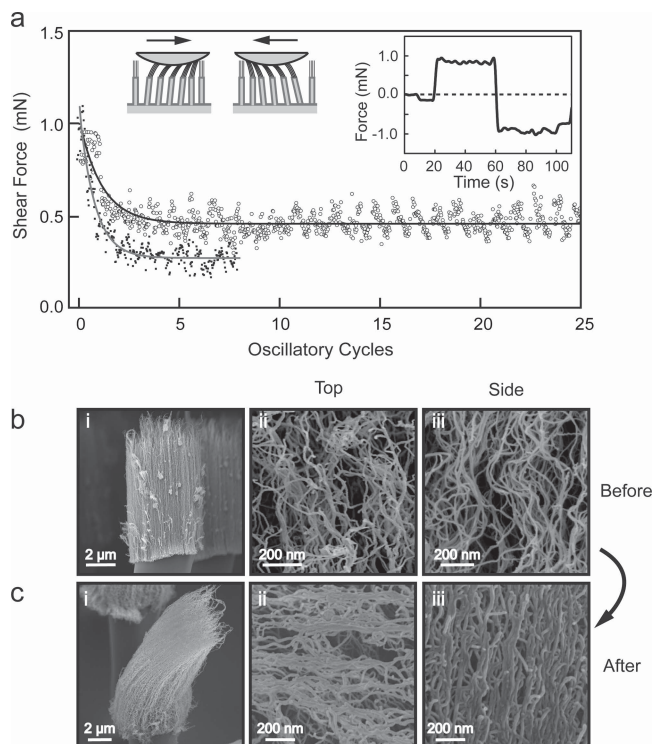 a
1.5
1.0
0.5
0.0
Shear Force (mN)
0
5
10
15
20
25
Oscillatory Cycles
1.0
0.0
-1.0
Force (mN)
0 20 40 60 80 100
Time (s)
Top
Side
b
i
ii
iii
2 µm
200 nm
200 nm
Before
c
i
ii
iii
2 µm
200 nm
200 nm
After